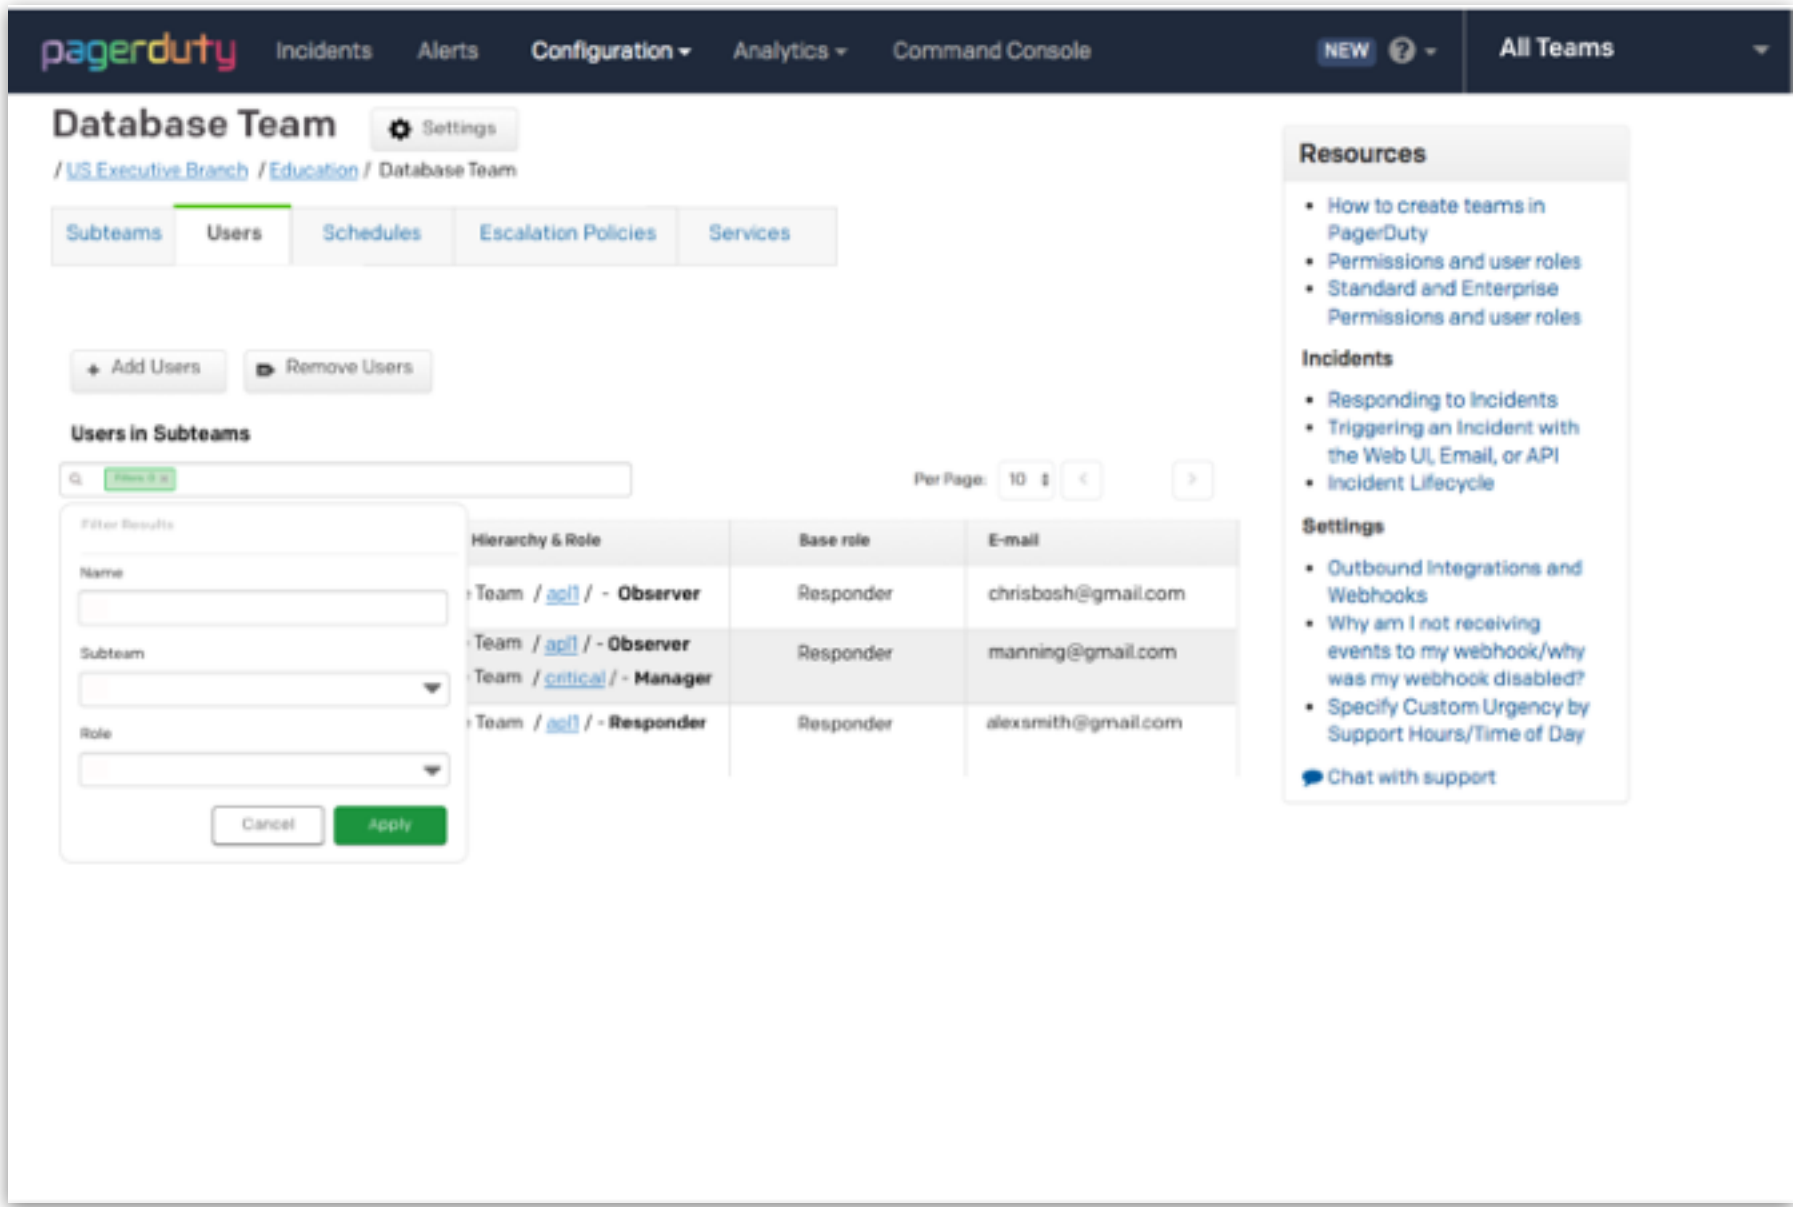 pagerduty Incidents Alerts Configuration Analytics Command Console NEW ? All Teams
Database Team Settings
/ US Executive Branch / Education / Database Team
Subteams Users Schedules Escalation Policies Services
+ Add Users Remove Users
Users in Subteams
Filters: 0 x Per Page: 10 < >
Filter Results
Name
Subteam
Role
Cancel Apply
Hierarchy & Role Base role E-mail
Team / apl1 / - Observer Responder chrisbosh@gmail.com
Team / apl1 / - Observer
Team / critical / - Manager Responder manning@gmail.com
Team / apl1 / - Responder Responder alexsmith@gmail.com
Resources
• How to create teams in
PagerDuty
• Permissions and user roles
• Standard and Enterprise
Permissions and user roles
Incidents
• Responding to Incidents
• Triggering an Incident with
the Web UI, Email, or API
• Incident Lifecycle
Settings
• Outbound Integrations and
Webhooks
• Why am I not receiving
events to my webhook/why
was my webhook disabled?
• Specify Custom Urgency by
Support Hours/Time of Day
Chat with support